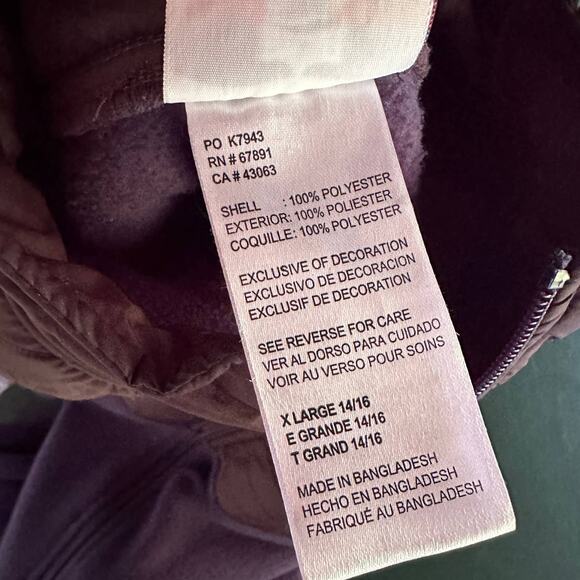 PO K7943
RN # 67891
CA # 43063
SHELL : 100% POLYESTER
EXTERIOR: 100% POLIESTER
COQUILLE: 100% POLYESTER
EXCLUSIVE OF DECORATION
EXCLUSIVO DE DECORACION
EXCLUSIF DE DECORATION
SEE REVERSE FOR CARE
VER AL DORSO PARA CUIDADO
VOIR AU VERSO POUR SOINS
X LARGE 14/16
E GRANDE 14/16
T GRAND 14/16
MADE IN BANGLADESH
HECHO EN BANGLADESH
FABRIQUÉ AU BANGLADESH